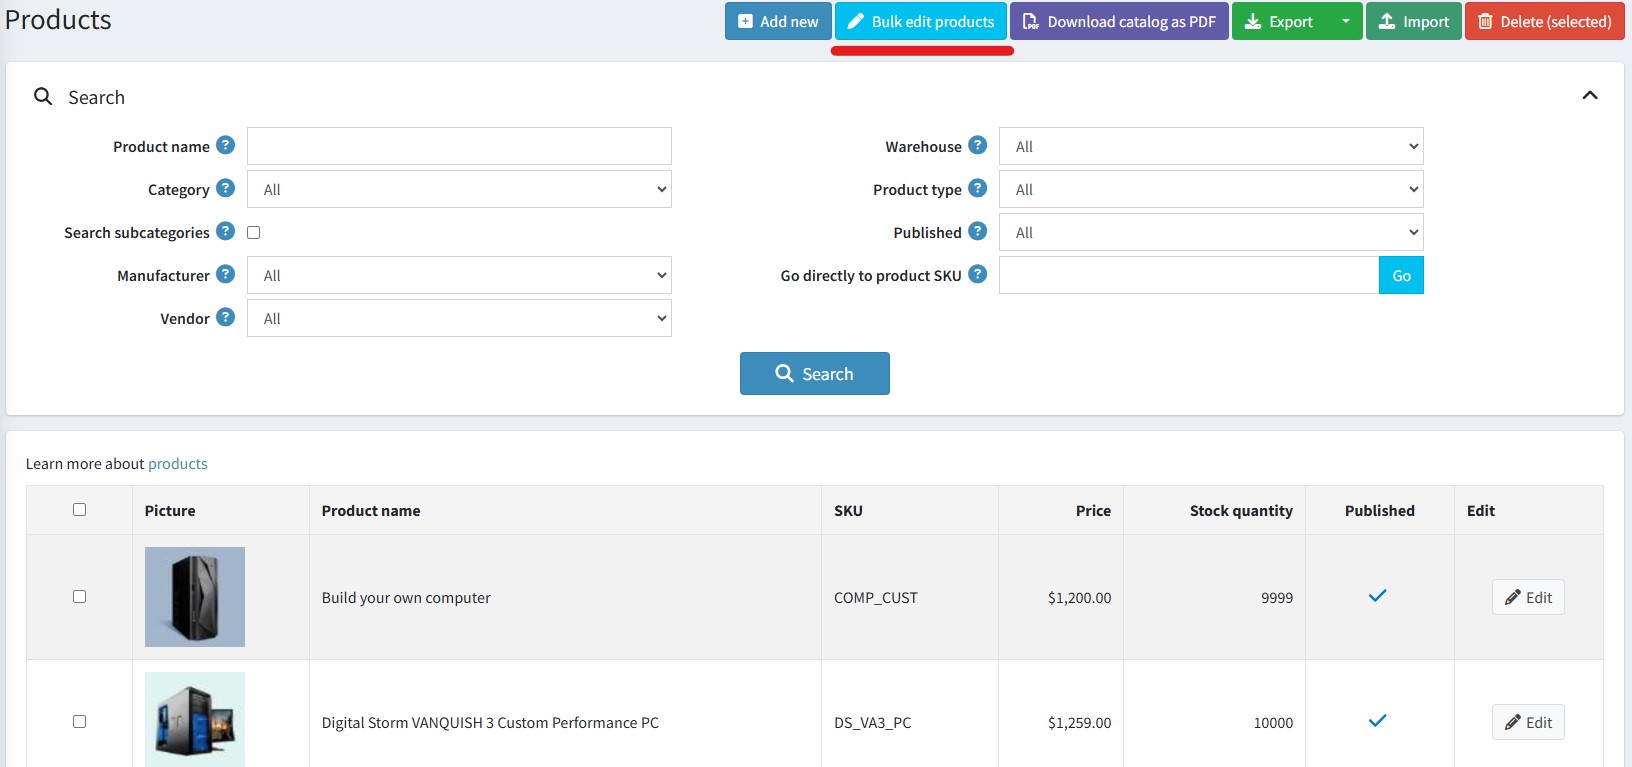 Products
Add new
Bulk edit products
Download catalog as PDF
Export
Import
Delete (selected)
Search
Product name
Warehouse
All
Category
All
Product type
All
Search subcategories
Published
All
Manufacturer
All
Go directly to product SKU
Go
Vendor
All
Search
Learn more about products
Picture
Product name
SKU
Price
Stock quantity
Published
Edit
Build your own computer
COMP_CUST
$1,200.00
9999
Edit
Digital Storm VANQUISH 3 Custom Performance PC
DS_VA3_PC
$1,259.00
10000
Edit